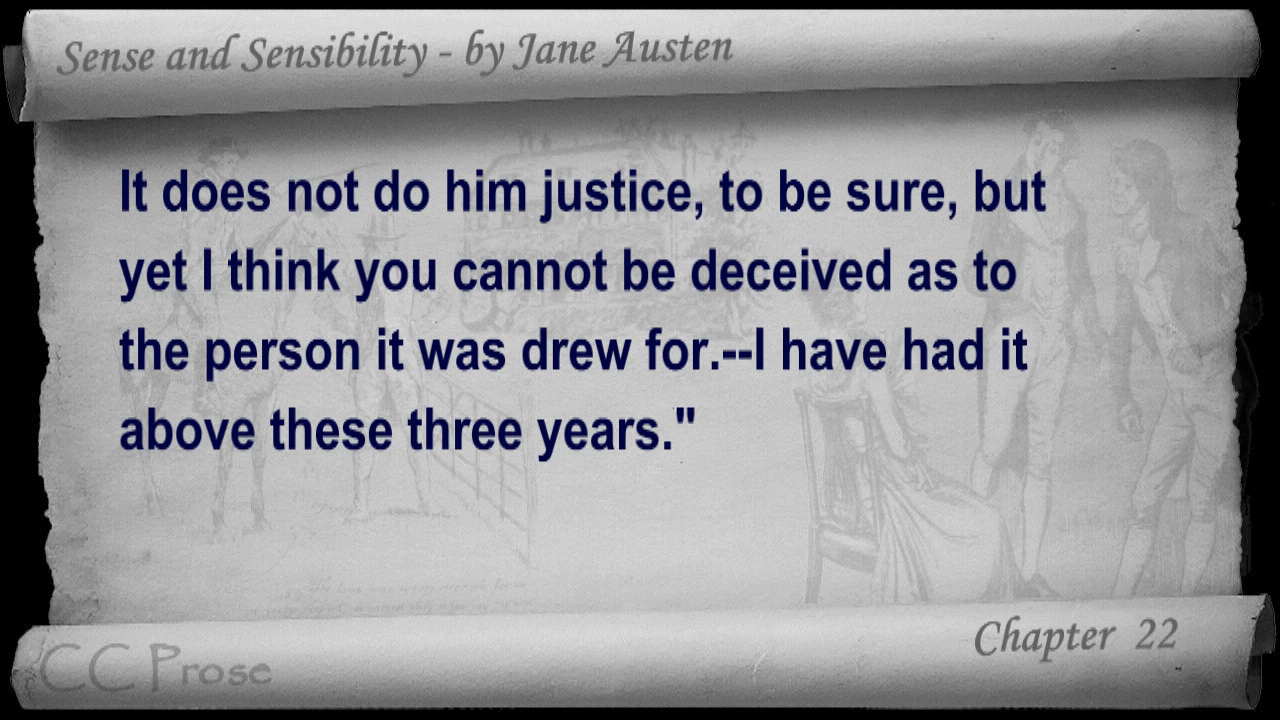 Sense and Sensibility - by Jane Austen
It does not do him justice, to be sure, but
yet I think you cannot be deceived as to
the person it was drew for.--I have had it
above these three years."
Chapter 22
CC Prose